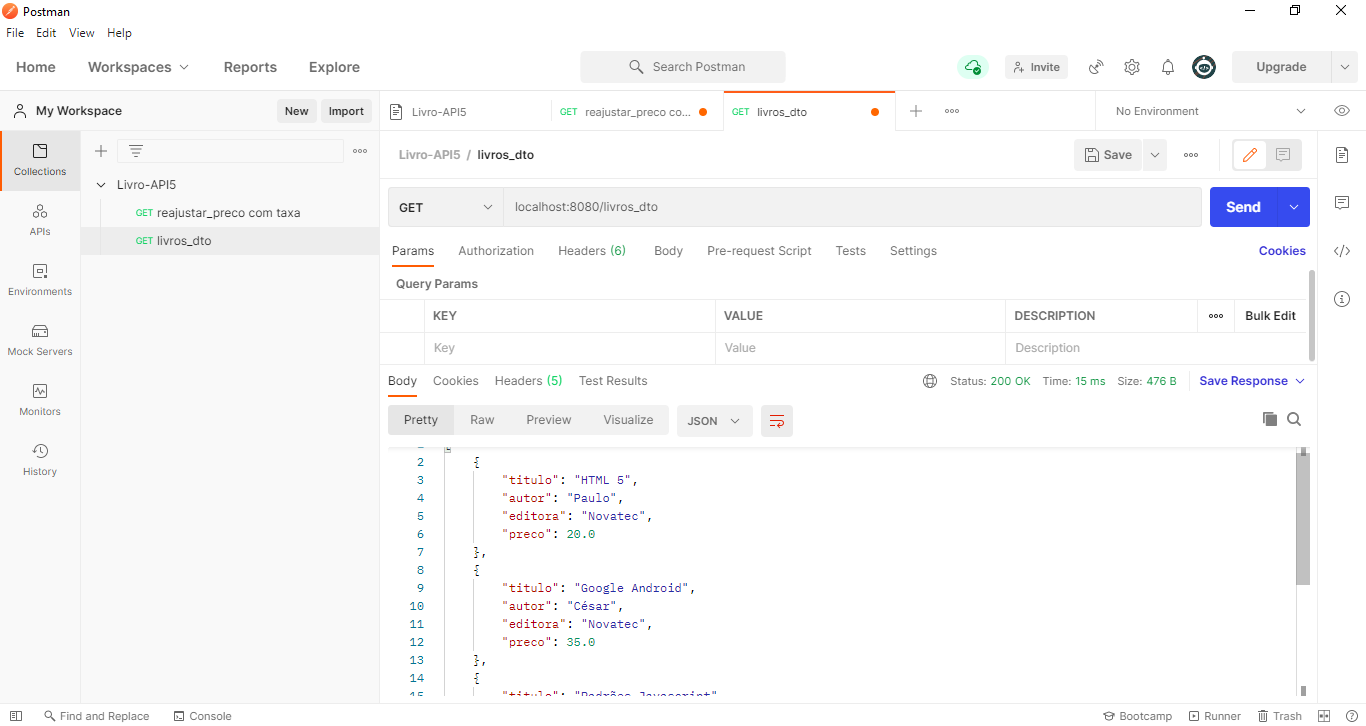 Postman
File Edit View Help
Home Workspaces Reports Explore Search Postman Invite Upgrade
My Workspace New Import
Livro-API5 GET reajustar_preco co... GET livros_dto No Environment
Collections
APIs
Environments
Mock Servers
Monitors
History
Livro-API5
GET reajustar_preco com taxa
GET livros_dto
Livro-API5 / livros_dto Save
GET localhost:8080/livros_dto Send
Params Authorization Headers (6) Body Pre-request Script Tests Settings Cookies
Query Params
KEY VALUE DESCRIPTION Bulk Edit
Key Value Description
Body Cookies Headers (5) Test Results Status: 200 OK Time: 15 ms Size: 476 B Save Response
Pretty Raw Preview Visualize JSON
2 {
3 "titulo": "HTML 5",
4 "autor": "Paulo",
5 "editora": "Novatec",
6 "preco": 20.0
7 },
8 {
9 "titulo": "Google Android",
10 "autor": "César",
11 "editora": "Novatec",
12 "preco": 35.0
13 },
14 {
15 "titulo": "Padrões Javascript"
Find and Replace Console Bootcamp Runner Trash